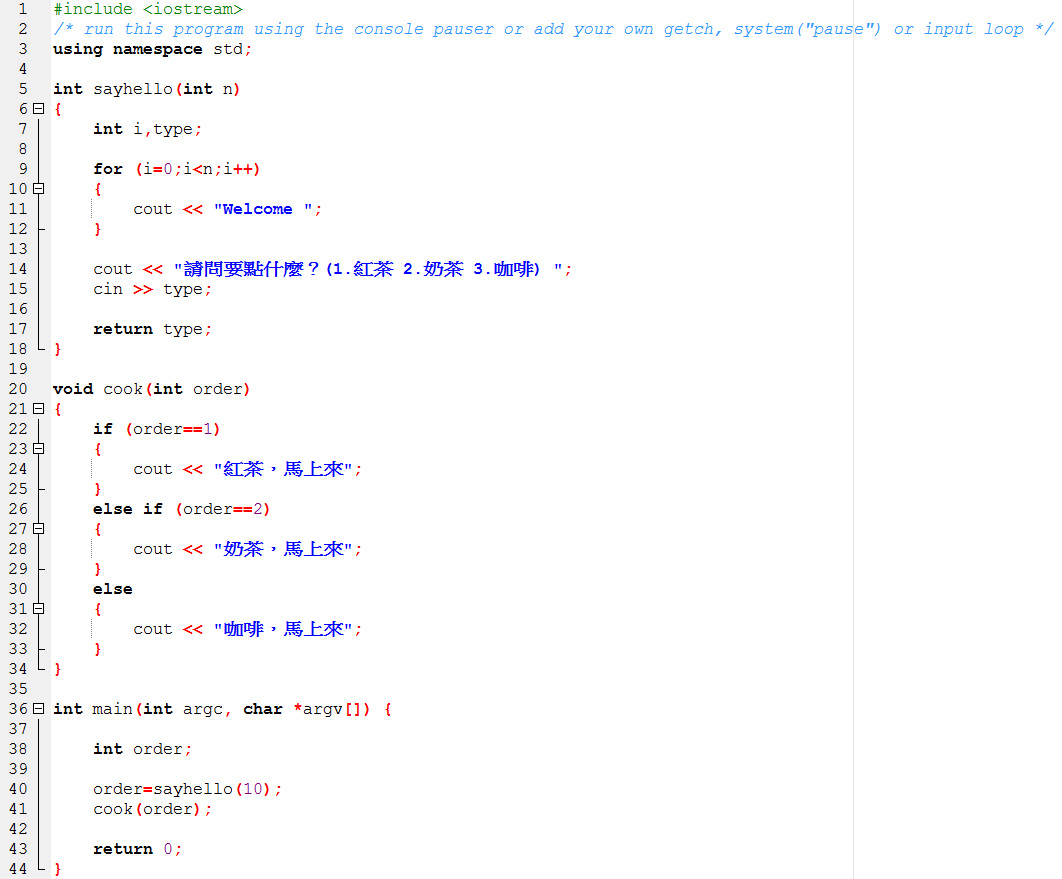 1 #include <iostream>
2 /* run this program using the console pauser or add your own getch, system("pause") or input loop */
3 using namespace std;
4
5 int sayhello(int n)
6 {
7     int i,type;
8
9     for (i=0;i<n;i++)
10     {
11         cout << "Welcome ";
12     }
13
14     cout << "請問要點什麼？(1.紅茶 2.奶茶 3.咖啡) ";
15     cin >> type;
16
17     return type;
18 }
19
20 void cook(int order)
21 {
22     if (order==1)
23     {
24         cout << "紅茶，馬上來";
25     }
26     else if (order==2)
27     {
28         cout << "奶茶，馬上來";
29     }
30     else
31     {
32         cout << "咖啡，馬上來";
33     }
34 }
35
36 int main(int argc, char *argv[]) {
37
38     int order;
39
40     order=sayhello(10);
41     cook(order);
42
43     return 0;
44 }